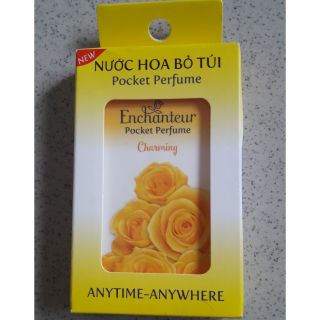 NEW
NƯỚC HOA BỎ TÚI
Pocket Perfume
Enchanteur
Pocket Perfume
Charming
ANYTIME-ANYWHERE